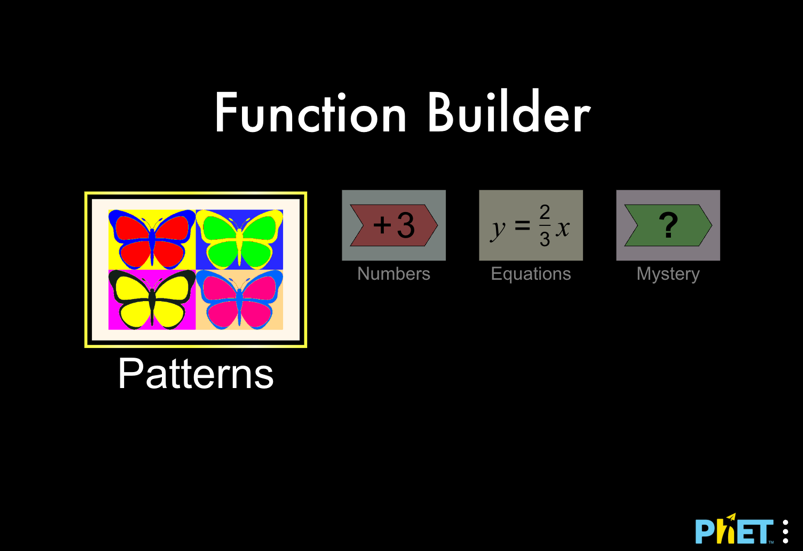 Function Builder
+3
y = 2/3 x
?
Patterns
Numbers
Equations
Mystery
PhET